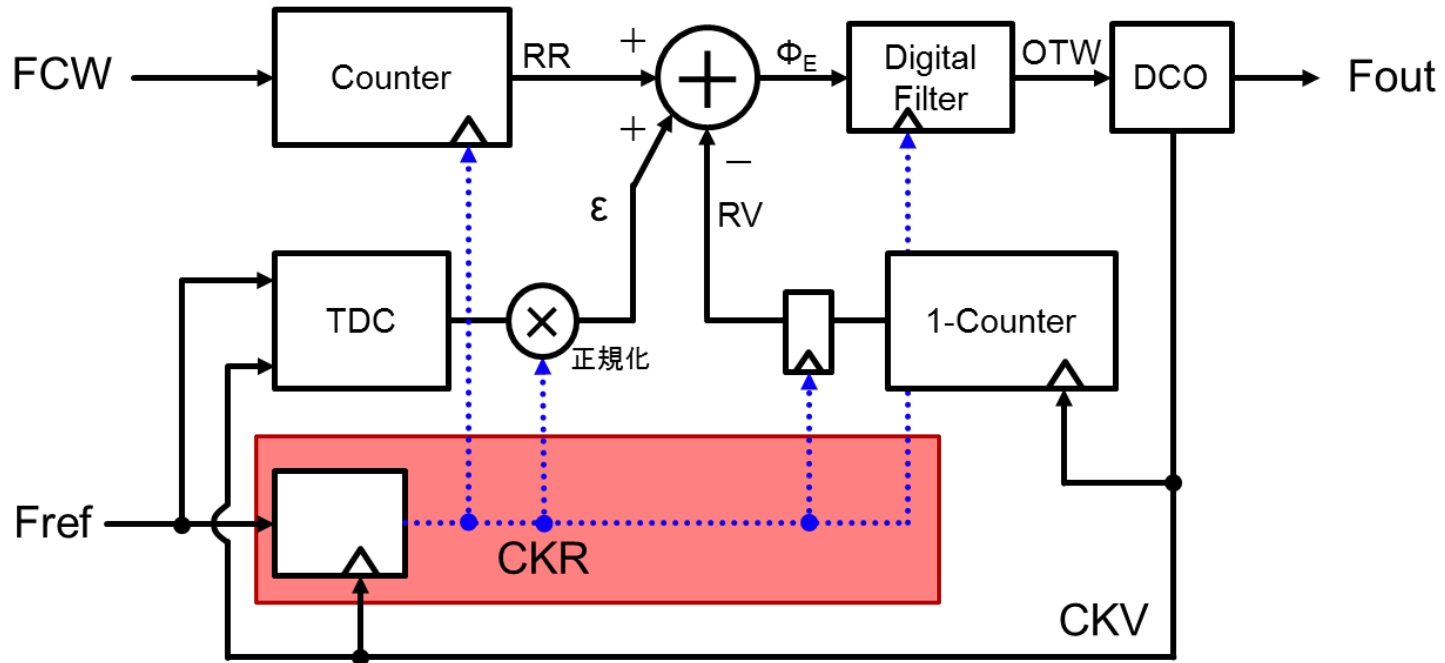 FCW
Counter
RR
+
+
+
ΦE
Digital
Filter
OTW
DCO
Fout
ε
−
RV
TDC
×
正規化
1-Counter
Fref
CKR
CKV